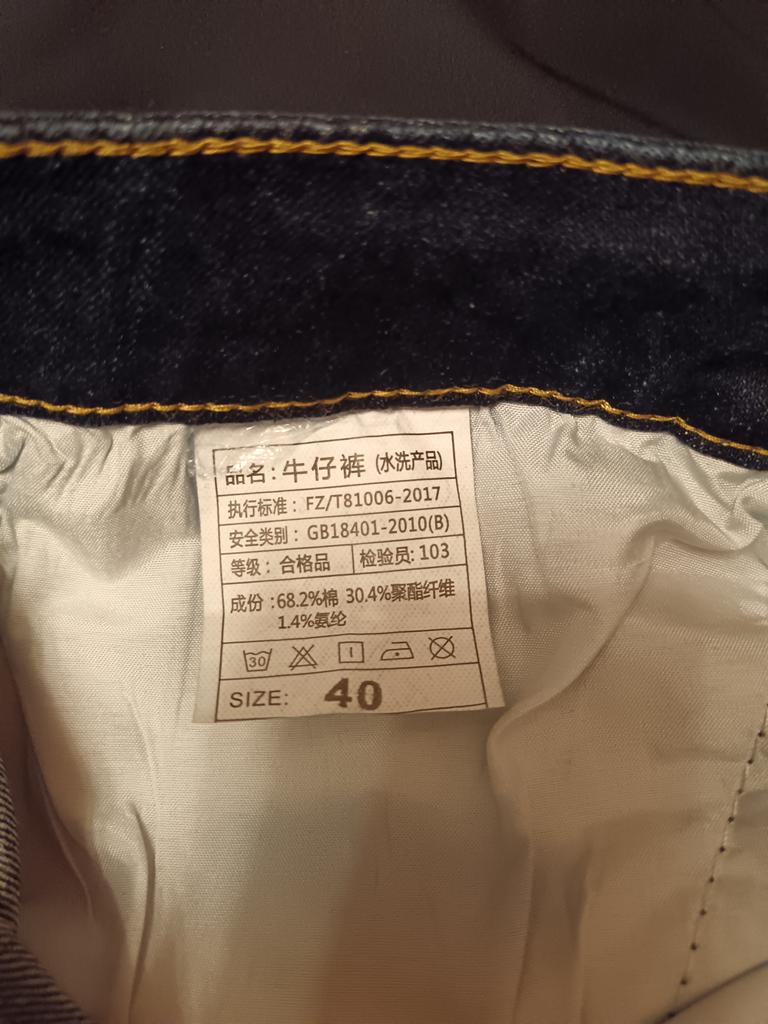 品名: 牛仔裤 (水洗产品)
执行标准: FZ/T81006-2017
安全类别: GB18401-2010(B)
等级: 合格品 检验员: 103
成份:68.2%棉 30.4%聚酯纤维
1.4%氨纶
30
SIZE: 40